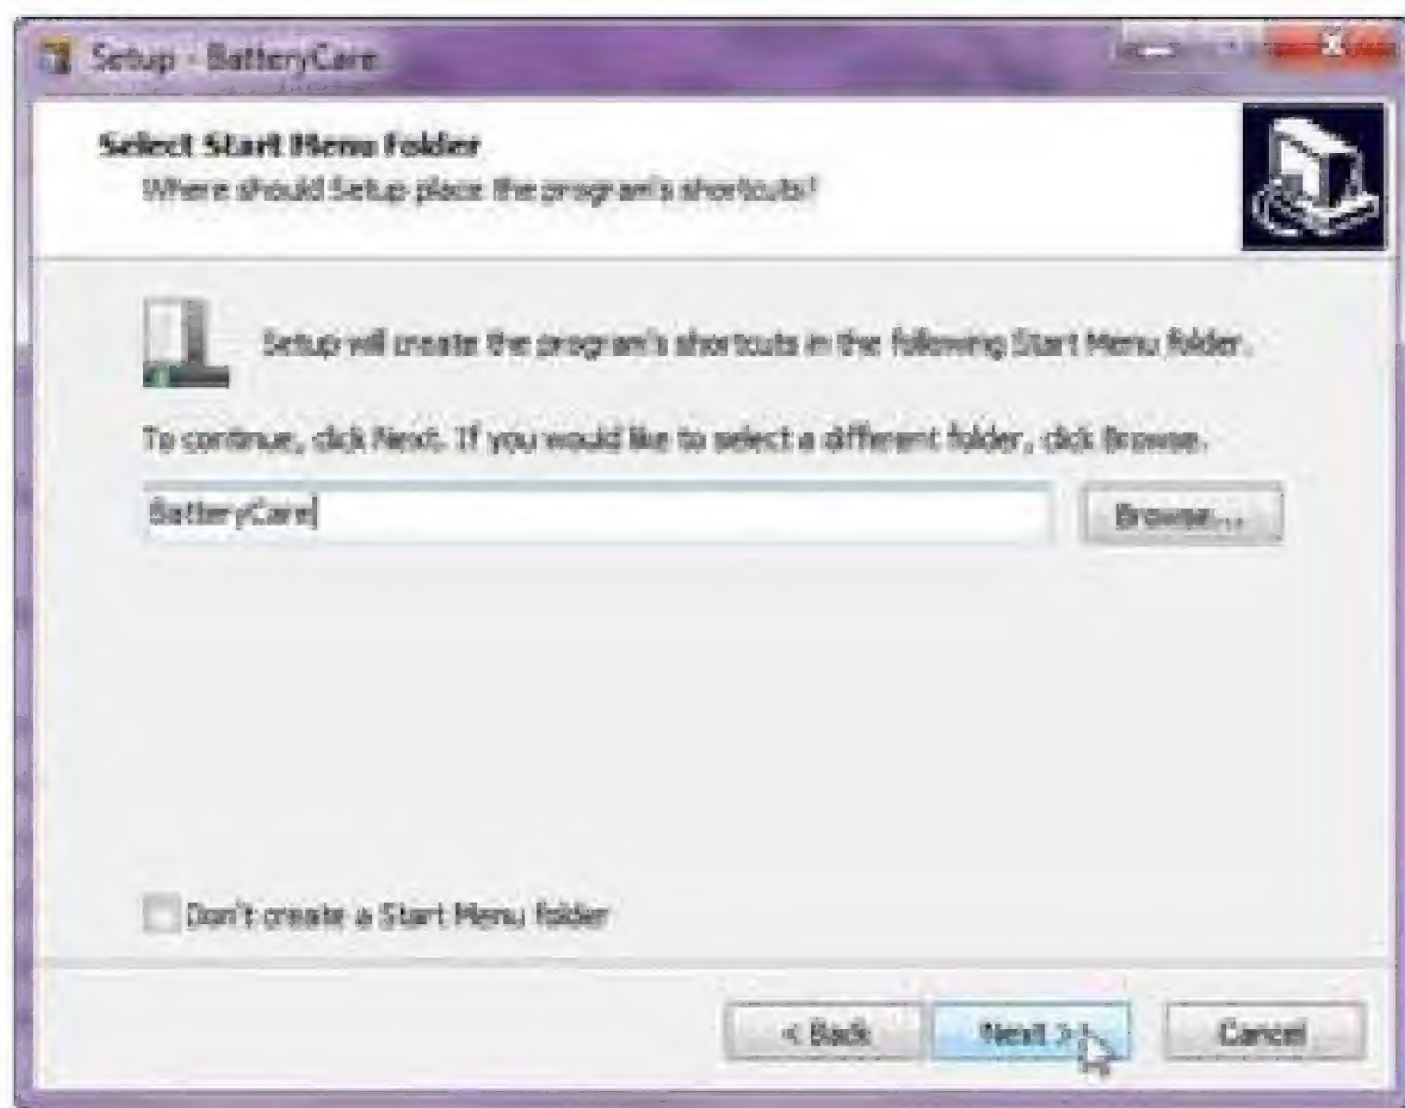 Setup - BatteryCare
Select Start Menu Folder
Where should Setup place the program's shortcuts?
Setup will create the program's shortcuts in the following Start Menu folder.
To continue, click Next. If you would like to select a different folder, click Browse.
BatteryCare
Browse...
Don't create a Start Menu folder
< Back
Next >
Cancel